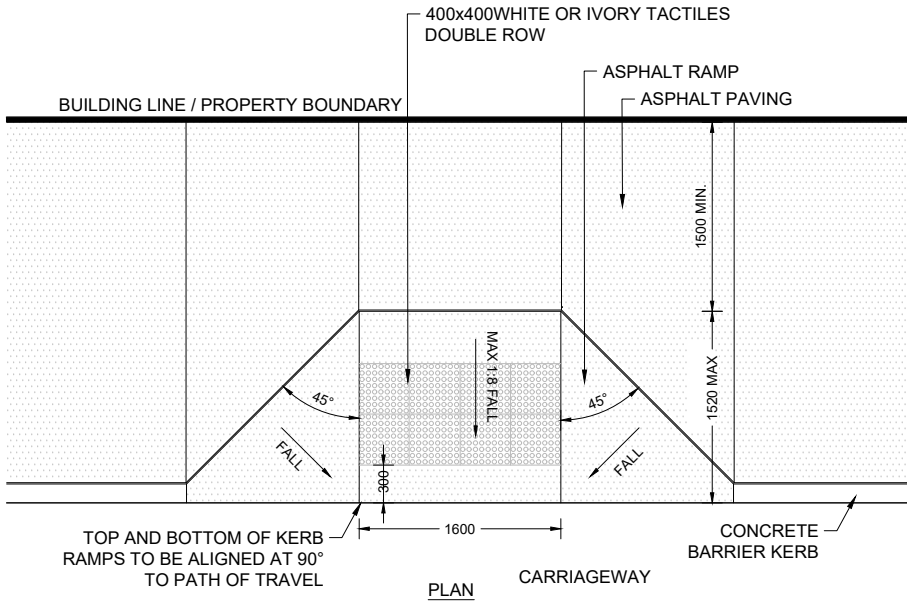 400x400WHITE OR IVORY TACTILES
DOUBLE ROW
ASPHALT RAMP
ASPHALT PAVING
BUILDING LINE / PROPERTY BOUNDARY
1500 MIN.
MAX 1:8 FALL
1520 MAX
45°
45°
FALL
FALL
300
1600
TOP AND BOTTOM OF KERB
RAMPS TO BE ALIGNED AT 90°
TO PATH OF TRAVEL
CONCRETE
BARRIER KERB
CARRIAGEWAY
PLAN